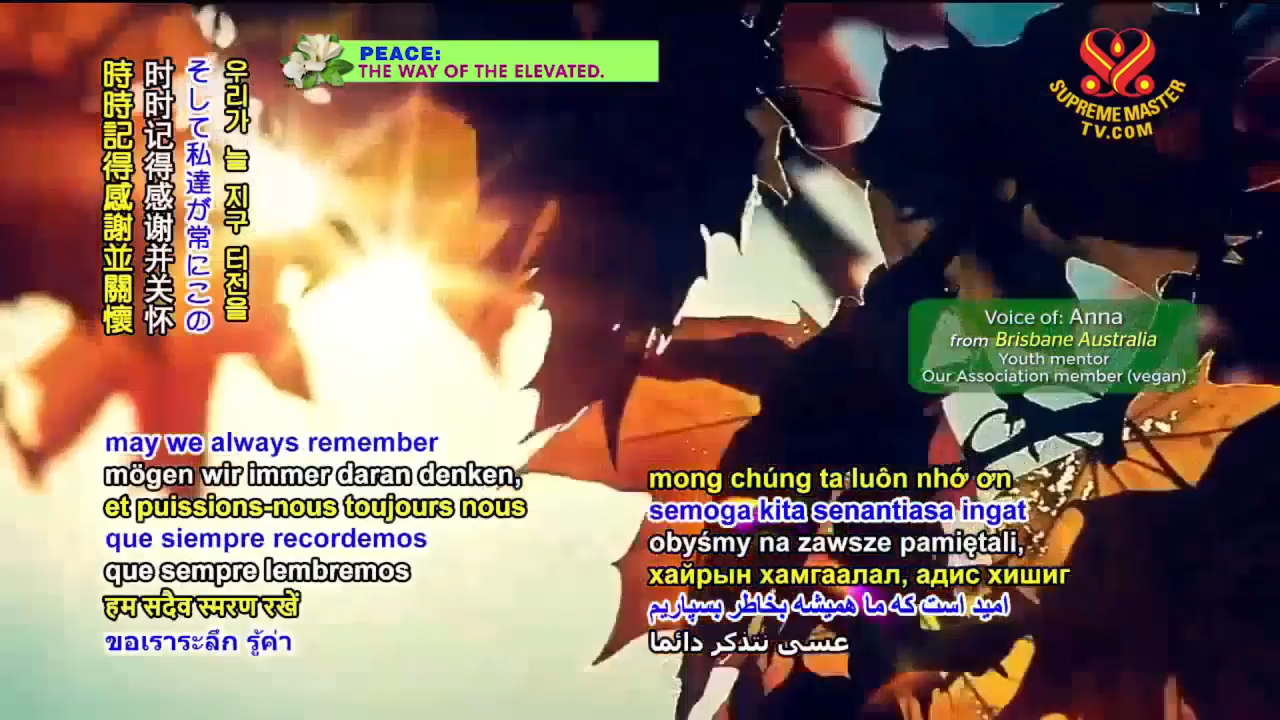 PEACE:
THE WAY OF THE ELEVATED.
SUPREME MASTER
TV.COM
時時記得感謝並關懷
时时记得感谢并关怀
そして私達が常にこの
우리가 늘 지구 터전을
Voice of: Anna
from Brisbane Australia
Youth mentor
Our Association member (vegan)
may we always remember
mögen wir immer daran denken,
et puissions-nous toujours nous
que siempre recordemos
que sempre lembremos
हम सदैव स्मरण रखें
ขอเราระลึก รู้ค่า
mong chúng ta luôn nhớ ơn
semoga kita senantiasa ingat
obyśmy na zawsze pamiętali,
хайрын хамгаалал, адис хишиг
امید است که ما همیشه بخاطر بسپاریم
عسى نتذكر دائما